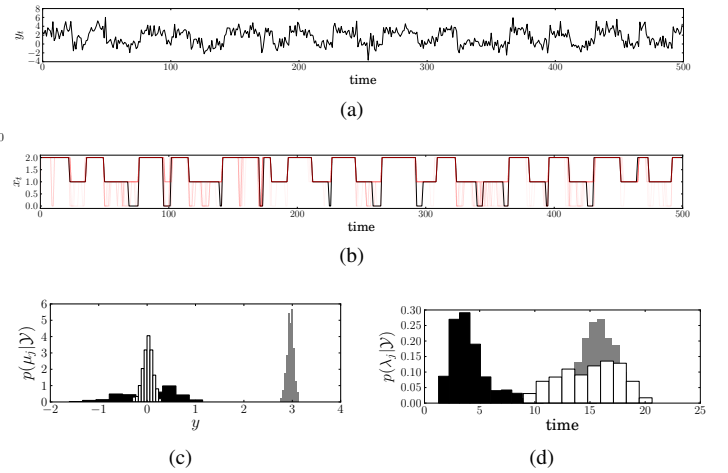 8
6
4
2
0
−2
−4
y_t
0 100 200 300 400 500
time
(a)
0
2.0
1.5
1.0
0.5
0.0
x_t
0 100 200 300 400 500
time
(b)
6
5
4
3
2
1
0
p(μ_j|𝒴)
−2 −1 0 1 2 3 4
y
(c)
0.30
0.25
0.20
0.15
0.10
0.05
0.00
p(λ_j|𝒴)
0 5 10 15 20 25
time
(d)